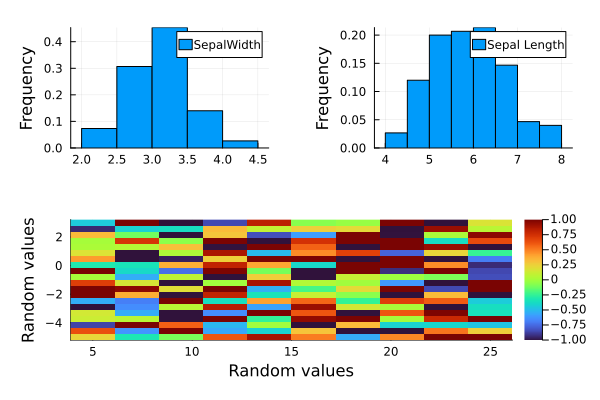 Frequency
0.4
0.3
0.2
0.1
0.0
SepalWidth
2.0 2.5 3.0 3.5 4.0 4.5
Frequency
0.20
0.15
0.10
0.05
0.00
Sepal Length
4 5 6 7 8
Random values
2
0
−2
−4
5 10 15 20 25
Random values
1.00
0.75
0.50
0.25
0
−0.25
−0.50
−0.75
−1.00